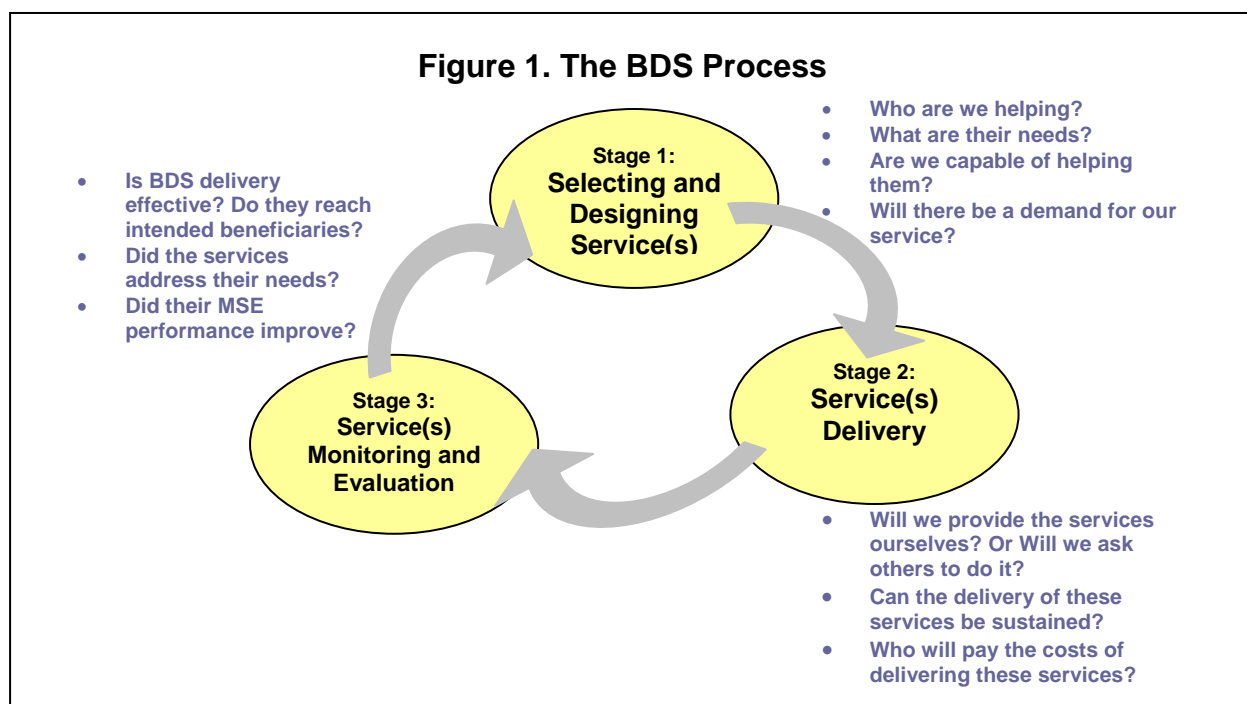 Figure 1. The BDS Process
Stage 1:
Selecting and
Designing
Service(s)
• Who are we helping?
• What are their needs?
• Are we capable of helping
them?
• Will there be a demand for our
service?
Stage 2:
Service(s)
Delivery
• Will we provide the services
ourselves? Or Will we ask
others to do it?
• Can the delivery of these
services be sustained?
• Who will pay the costs of
delivering these services?
Stage 3:
Service(s)
Monitoring and
Evaluation
• Is BDS delivery
effective? Do they reach
intended beneficiaries?
• Did the services
address their needs?
• Did their MSE
performance improve?